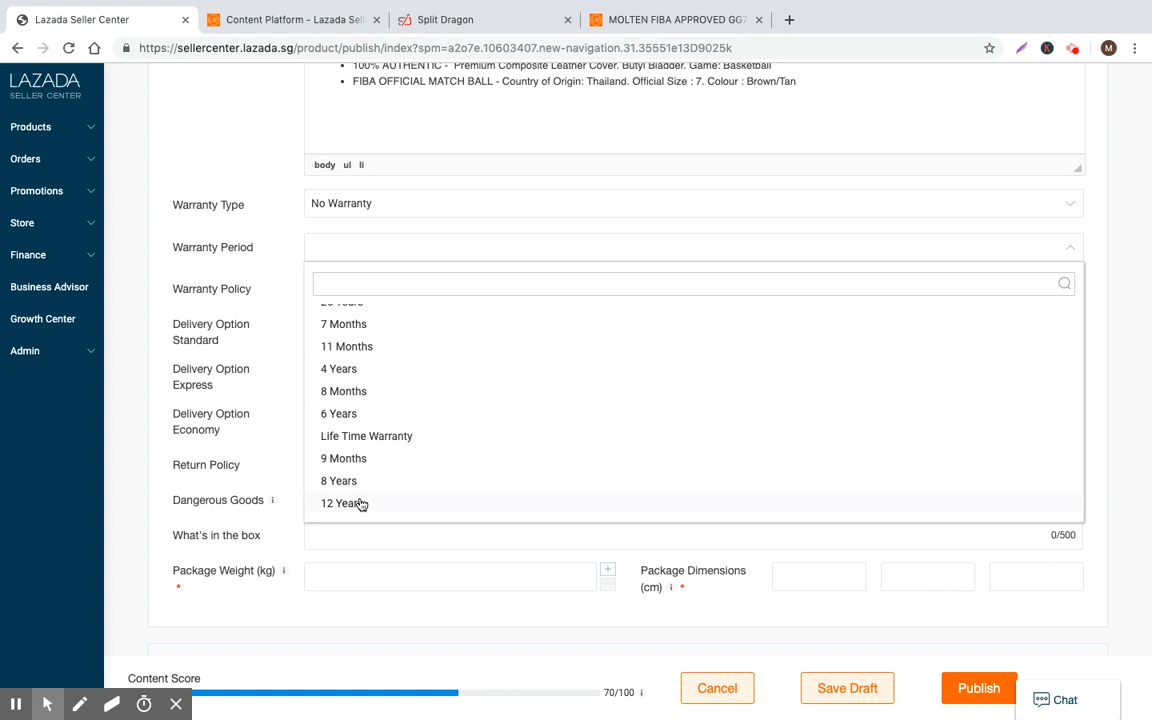 Lazada Seller Center
Content Platform - Lazada Sell
Split Dragon
MOLTEN FIBA APPROVED GG7
https://sellercenter.lazada.sg/product/publish/index?spm=a2o7e.10603407.new-navigation.31.35551e13D9025k
K
M
LAZADA
SELLER CENTER
Products
Orders
Promotions
Store
Finance
Business Advisor
Growth Center
Admin
100% AUTHENTIC - Premium Composite Leather Cover. Butyl Bladder. Game: Basketball
FIBA OFFICIAL MATCH BALL - Country of Origin: Thailand. Official Size : 7. Colour : Brown/Tan
body ul li
Warranty Type
No Warranty
Warranty Period
Warranty Policy
7 Months
11 Months
4 Years
8 Months
6 Years
Life Time Warranty
9 Months
8 Years
12 Years
Delivery Option
Standard
Delivery Option
Express
Delivery Option
Economy
Return Policy
Dangerous Goods i
What's in the box
0/500
Package Weight (kg) i
*
Package Dimensions
(cm) i *
Content Score
70/100 i
Cancel
Save Draft
Publish
Chat